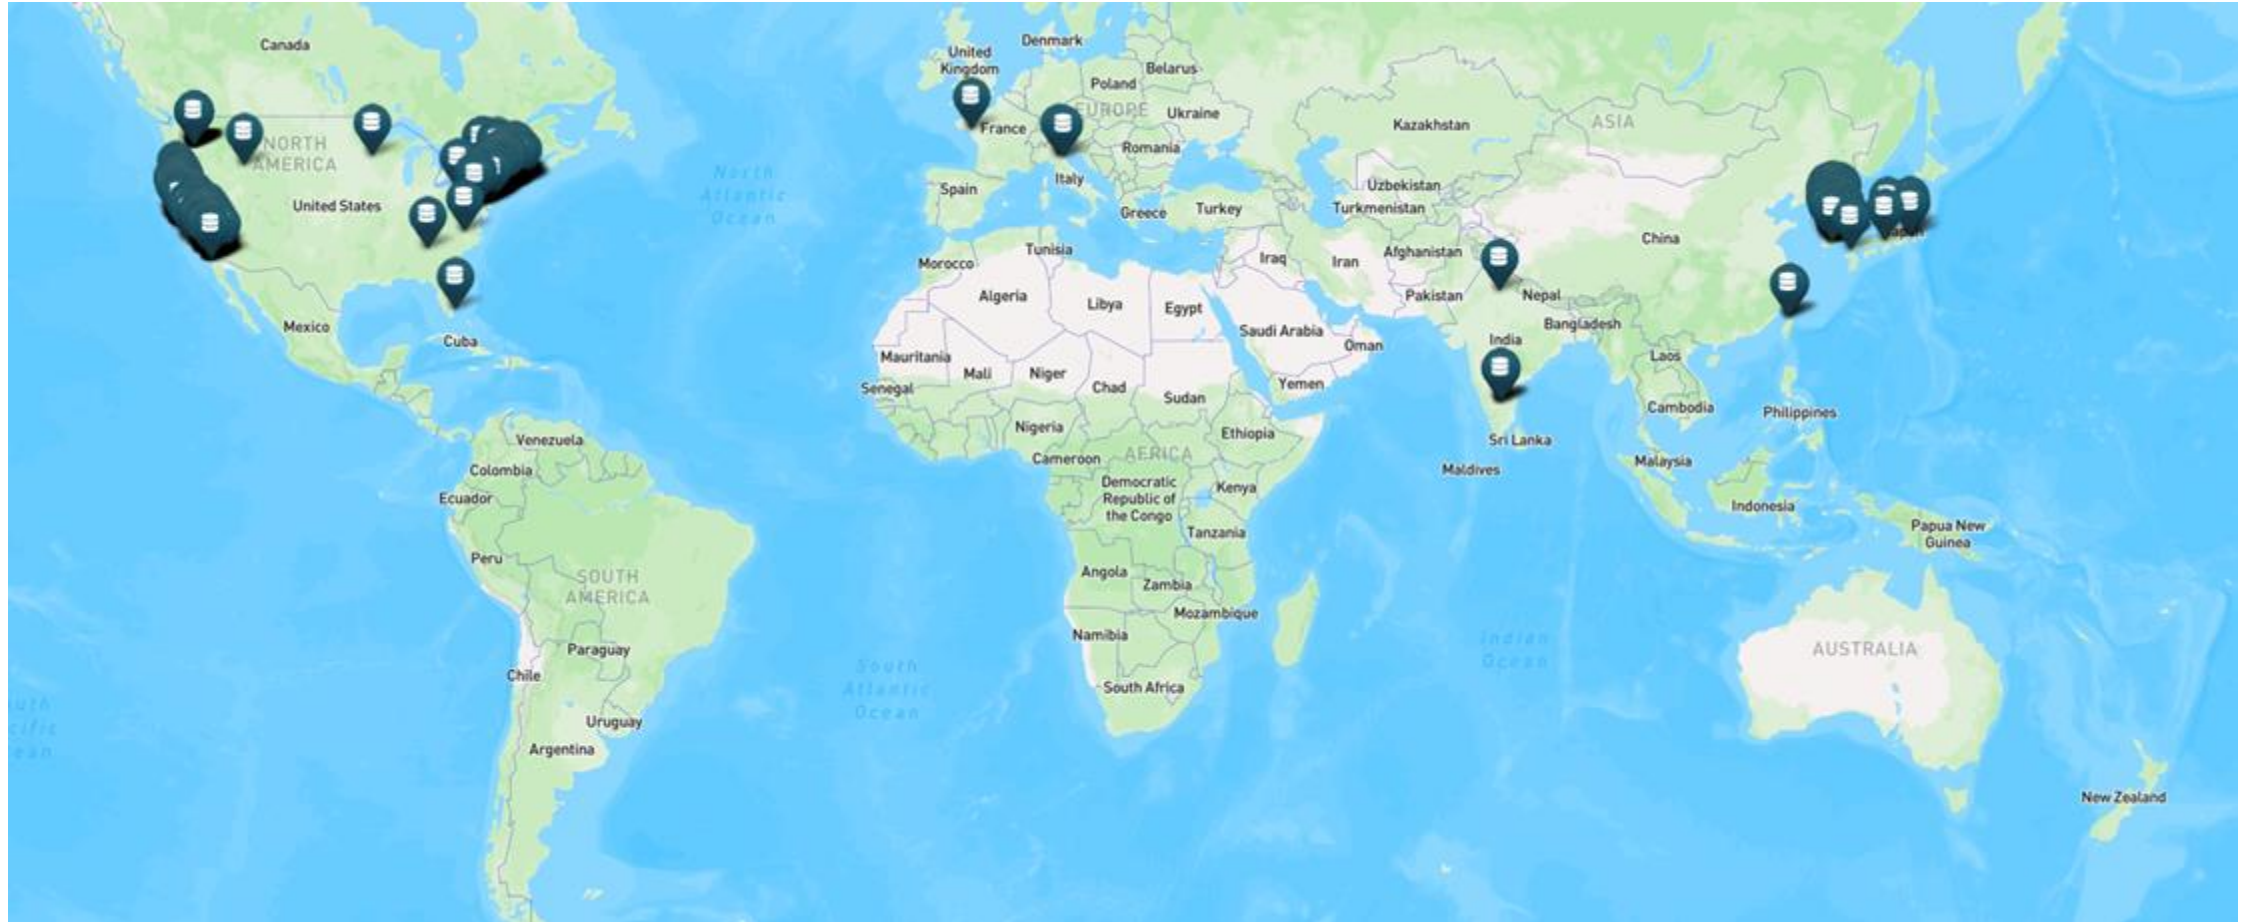 Canada
NORTH
AMERICA
United States
Mexico
Cuba
Venezuela
Colombia
Ecuador
Peru
SOUTH
AMERICA
Paraguay
Chile
Uruguay
Argentina
North
Atlantic
Ocean
South
Atlantic
Ocean
United
Kingdom
Denmark
Poland
Belarus
EUROPE
Ukraine
France
Romania
Spain
Italy
Greece
Turkey
Morocco
Tunisia
Algeria
Libya
Egypt
Mauritania
Mali
Niger
Chad
Sudan
Senegal
Nigeria
Cameroon
AFRICA
Ethiopia
Democratic
Republic of
the Congo
Kenya
Tanzania
Angola
Zambia
Mozambique
Namibia
South Africa
Kazakhstan
ASIA
Uzbekistan
Turkmenistan
Afghanistan
Iraq
Iran
Pakistan
Saudi Arabia
Oman
Yemen
China
Nepal
Bangladesh
India
Laos
Cambodia
Philippines
Sri Lanka
Maldives
Malaysia
Indonesia
Papua New
Guinea
Indian
Ocean
AUSTRALIA
New Zealand